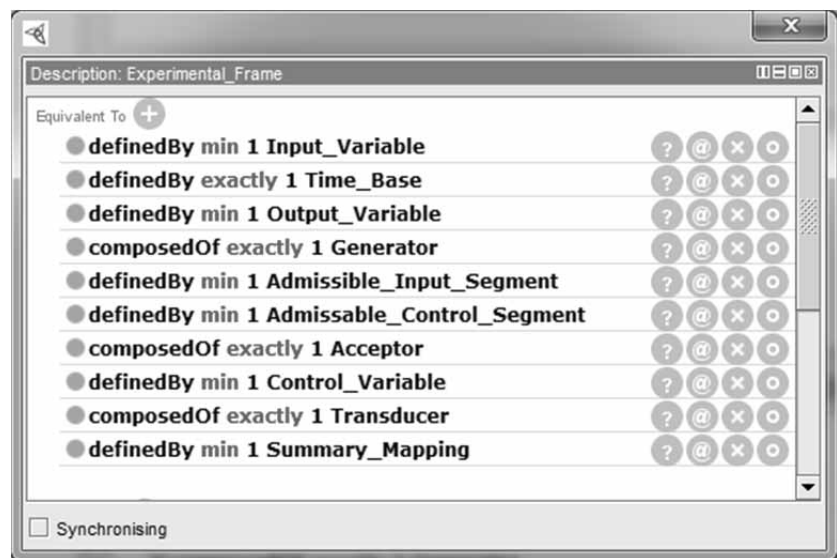 Description: Experimental_Frame
Equivalent To
definedBy min 1 Input_Variable
definedBy exactly 1 Time_Base
definedBy min 1 Output_Variable
composedOf exactly 1 Generator
definedBy min 1 Admissible_Input_Segment
definedBy min 1 Admissable_Control_Segment
composedOf exactly 1 Acceptor
definedBy min 1 Control_Variable
composedOf exactly 1 Transducer
definedBy min 1 Summary_Mapping
Synchronising